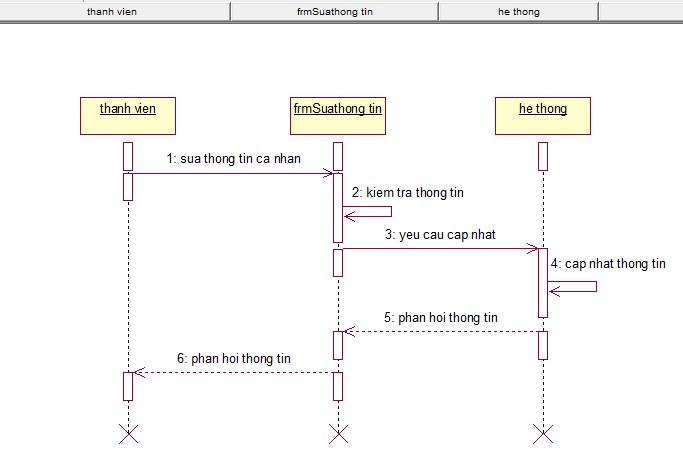 thanh vien
frmSuathong tin
he thong
thanh vien
frmSuathong tin
he thong
1: sua thong tin ca nhan
2: kiem tra thong tin
3: yeu cau cap nhat
4: cap nhat thong tin
5: phan hoi thong tin
6: phan hoi thong tin